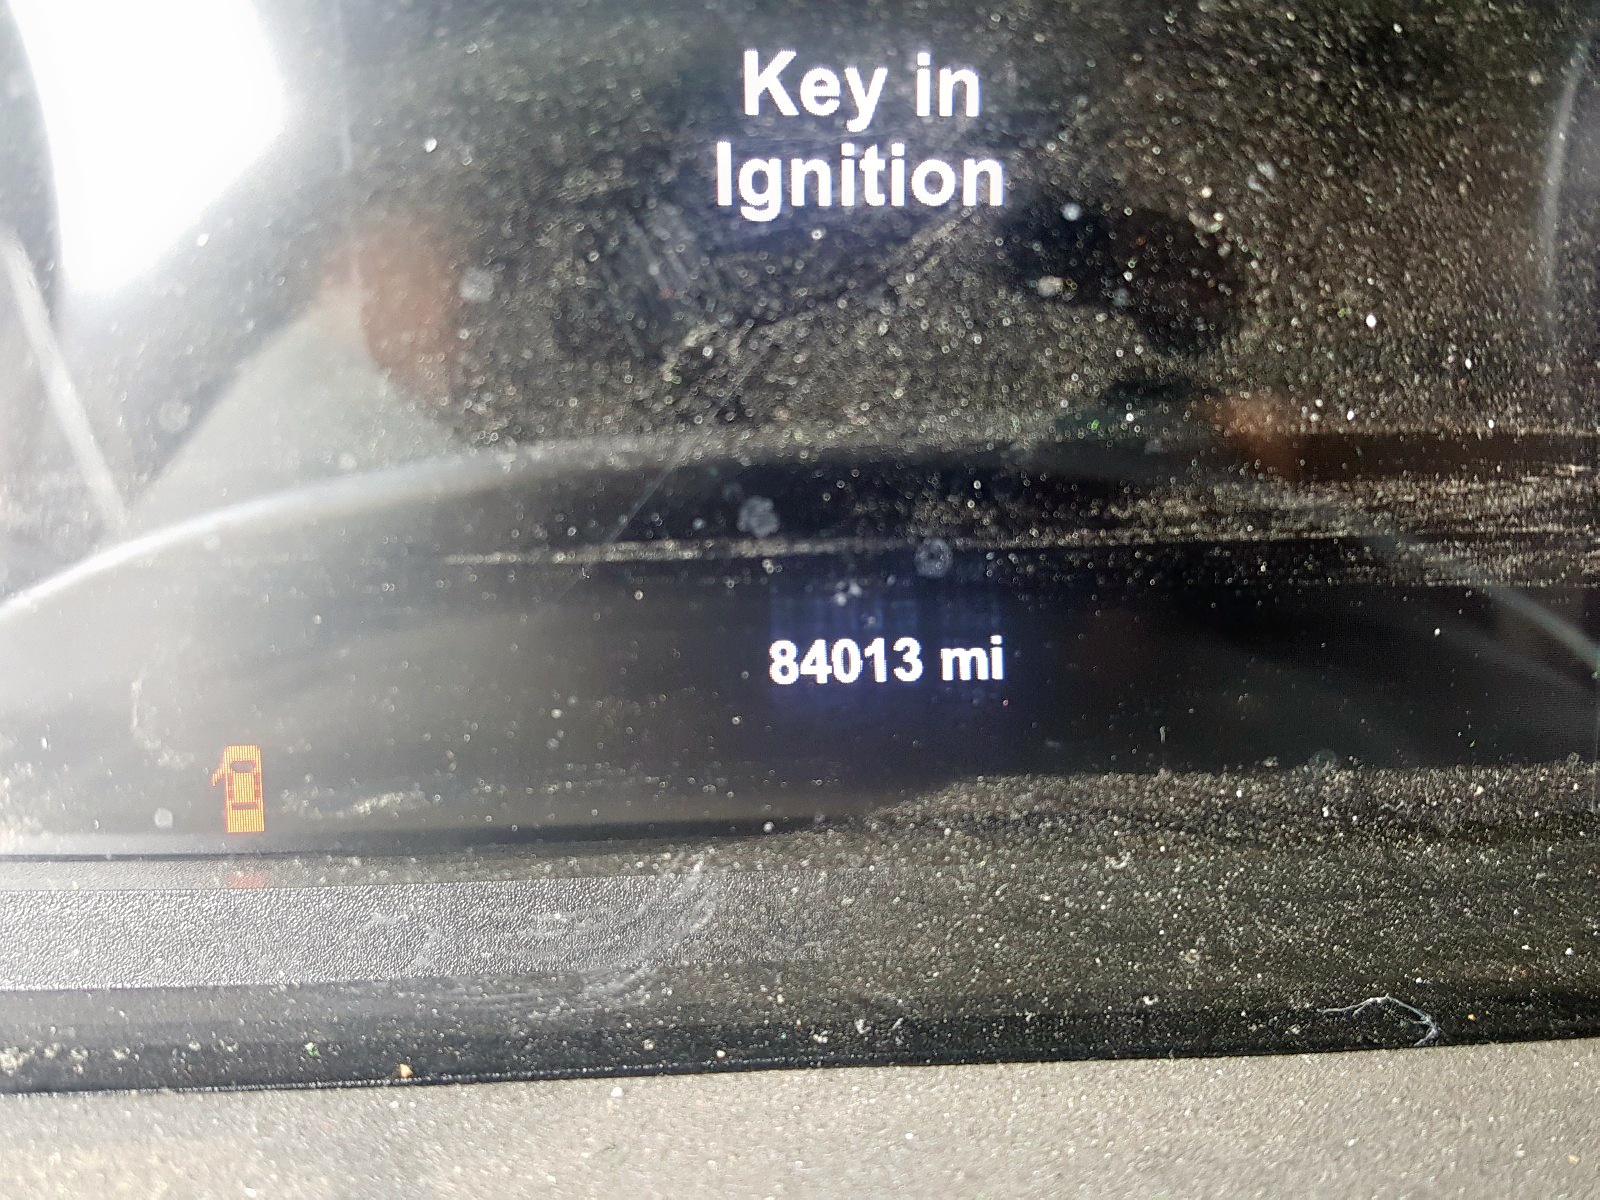 Key in
Ignition
84013 mi